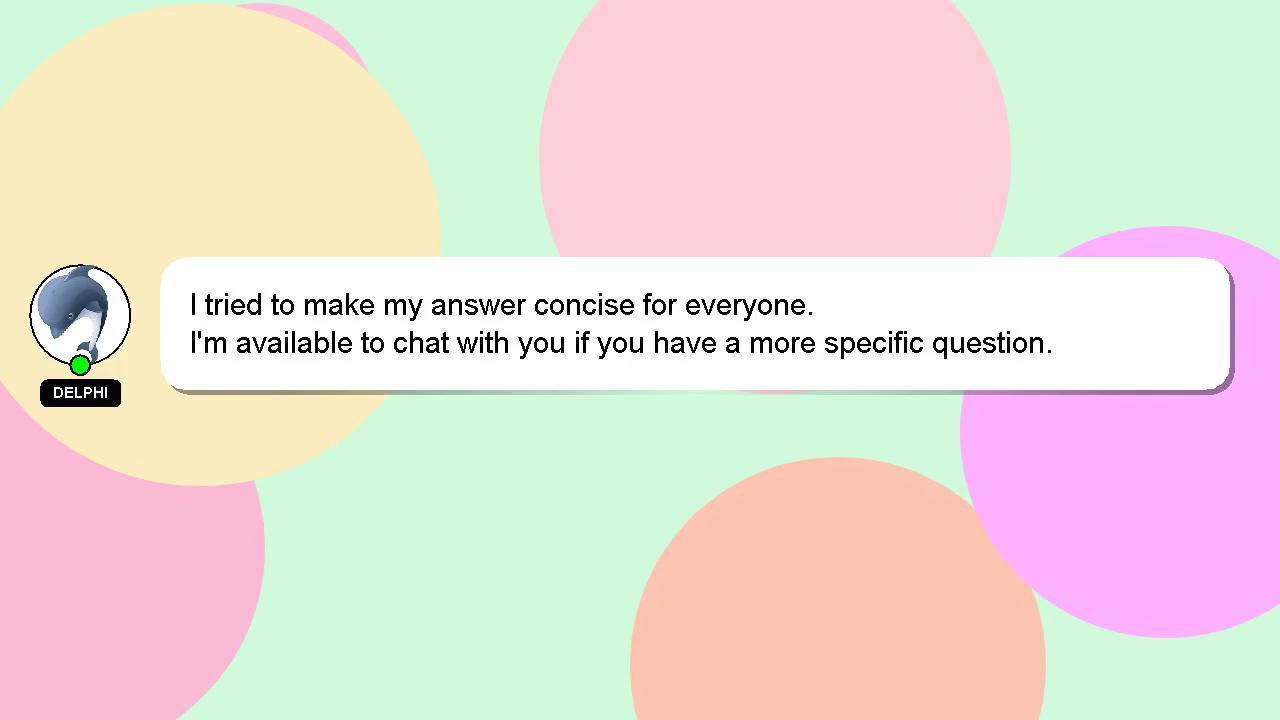 I tried to make my answer concise for everyone.
I'm available to chat with you if you have a more specific question.
DELPHI